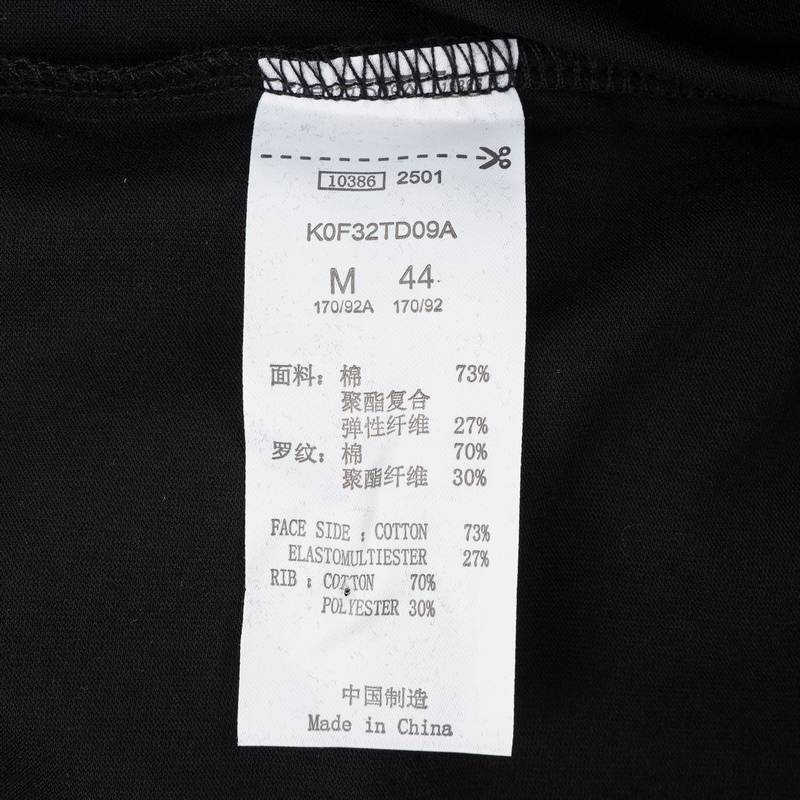 10386 2501
K0F32TD09A
M 44
170/92A 170/92
面料：棉 73%
聚酯复合
弹性纤维 27%
罗纹：棉 70%
聚酯纤维 30%
FACE SIDE : COTTON 73%
ELASTOMULTIESTER 27%
RIB : COTTON 70%
POLYESTER 30%
中国制造
Made in China